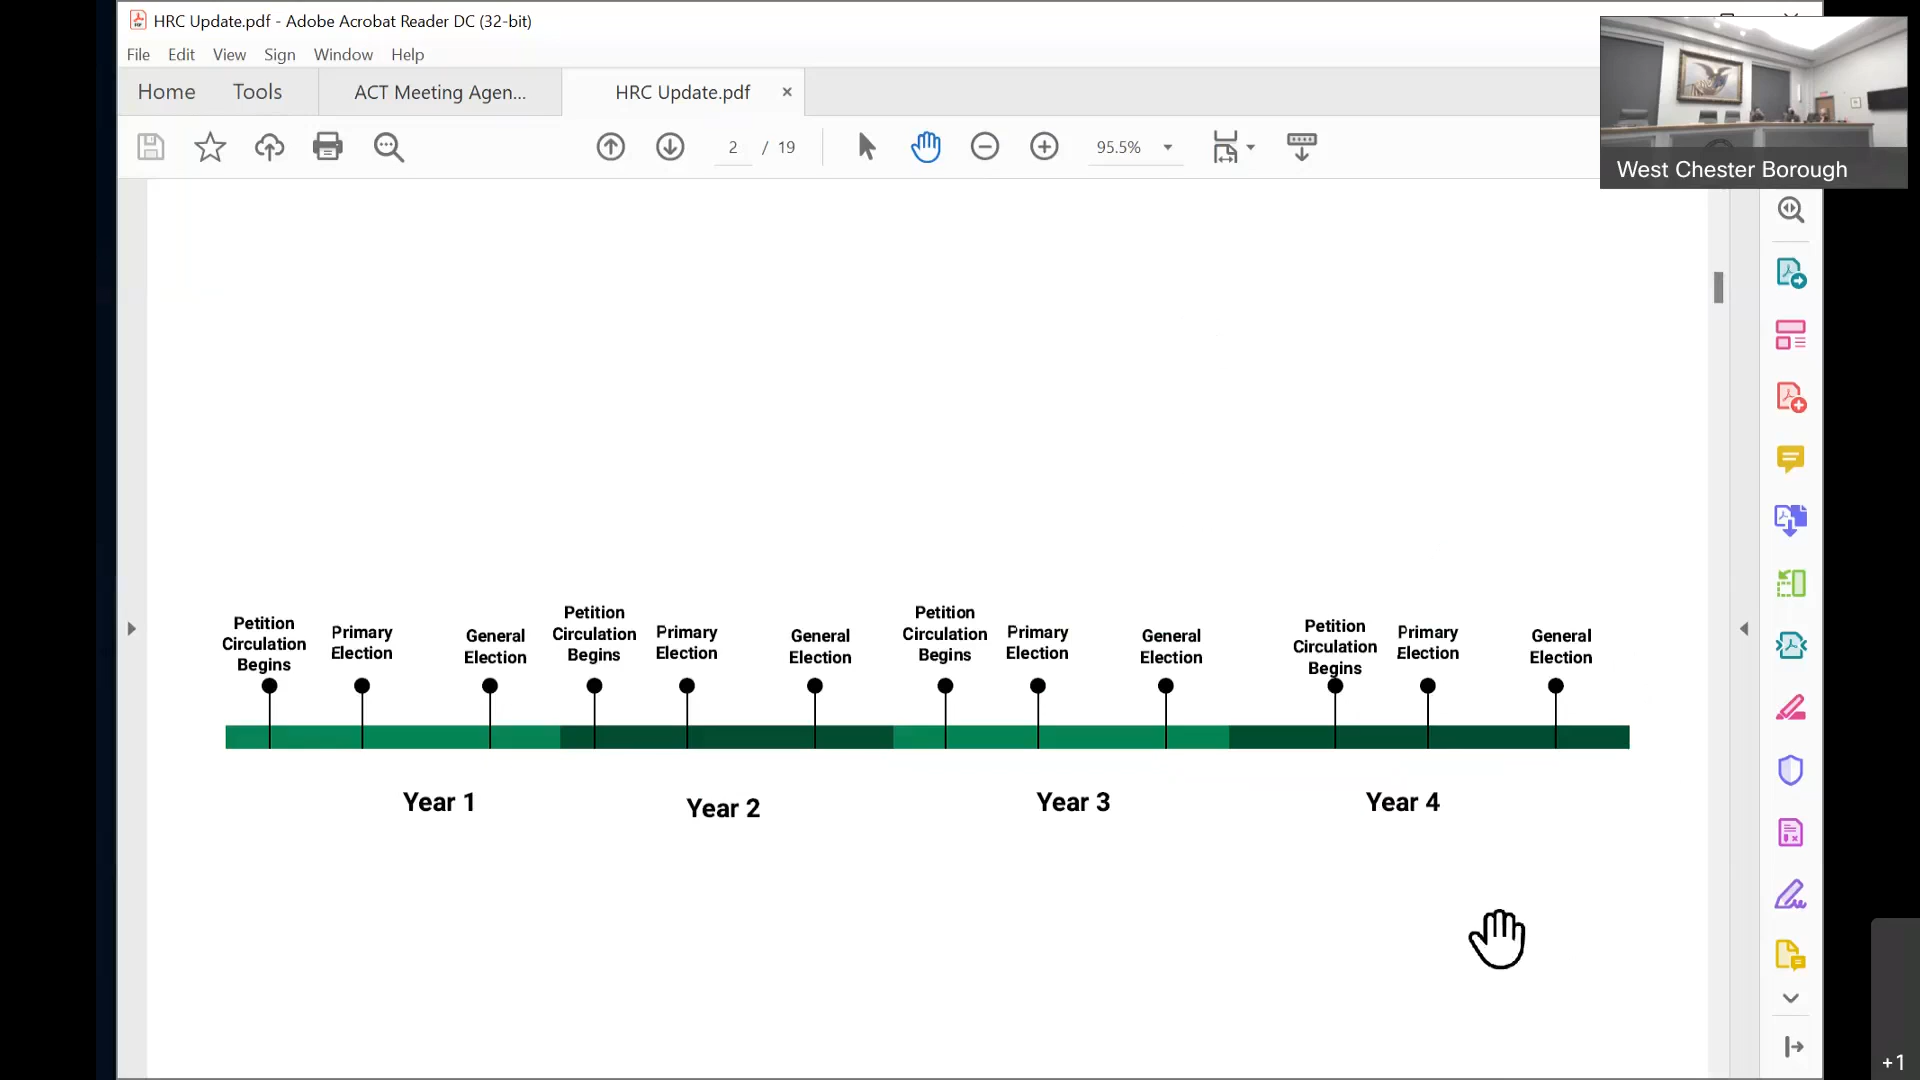 HRC Update.pdf - Adobe Acrobat Reader DC (32-bit)
File Edit View Sign Window Help
Home Tools ACT Meeting Agen... HRC Update.pdf ×
2 / 19 95.5%
West Chester Borough
Petition
Circulation
Begins
Primary
Election
General
Election
Petition
Circulation
Begins
Primary
Election
General
Election
Petition
Circulation
Begins
Primary
Election
General
Election
Petition
Circulation
Begins
Primary
Election
General
Election
Year 1
Year 2
Year 3
Year 4
+1